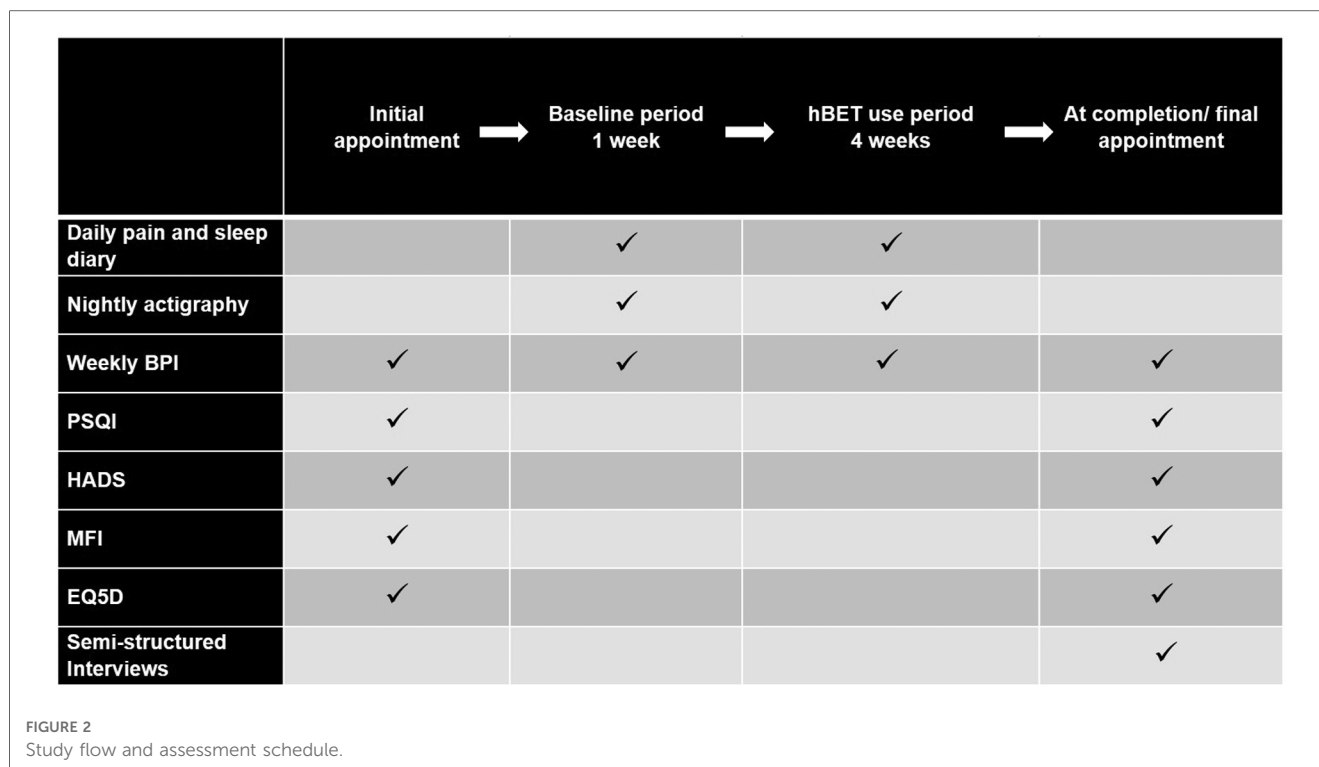 Initial
appointment
Baseline period
1 week
hBET use period
4 weeks
At completion/ final
appointment
Daily pain and sleep
diary
✓ ✓
Nightly actigraphy
✓ ✓
Weekly BPI
✓ ✓ ✓ ✓
PSQI
✓ ✓
HADS
✓ ✓
MFI
✓ ✓
EQ5D
✓ ✓
Semi-structured
Interviews
✓
FIGURE 2
Study flow and assessment schedule.